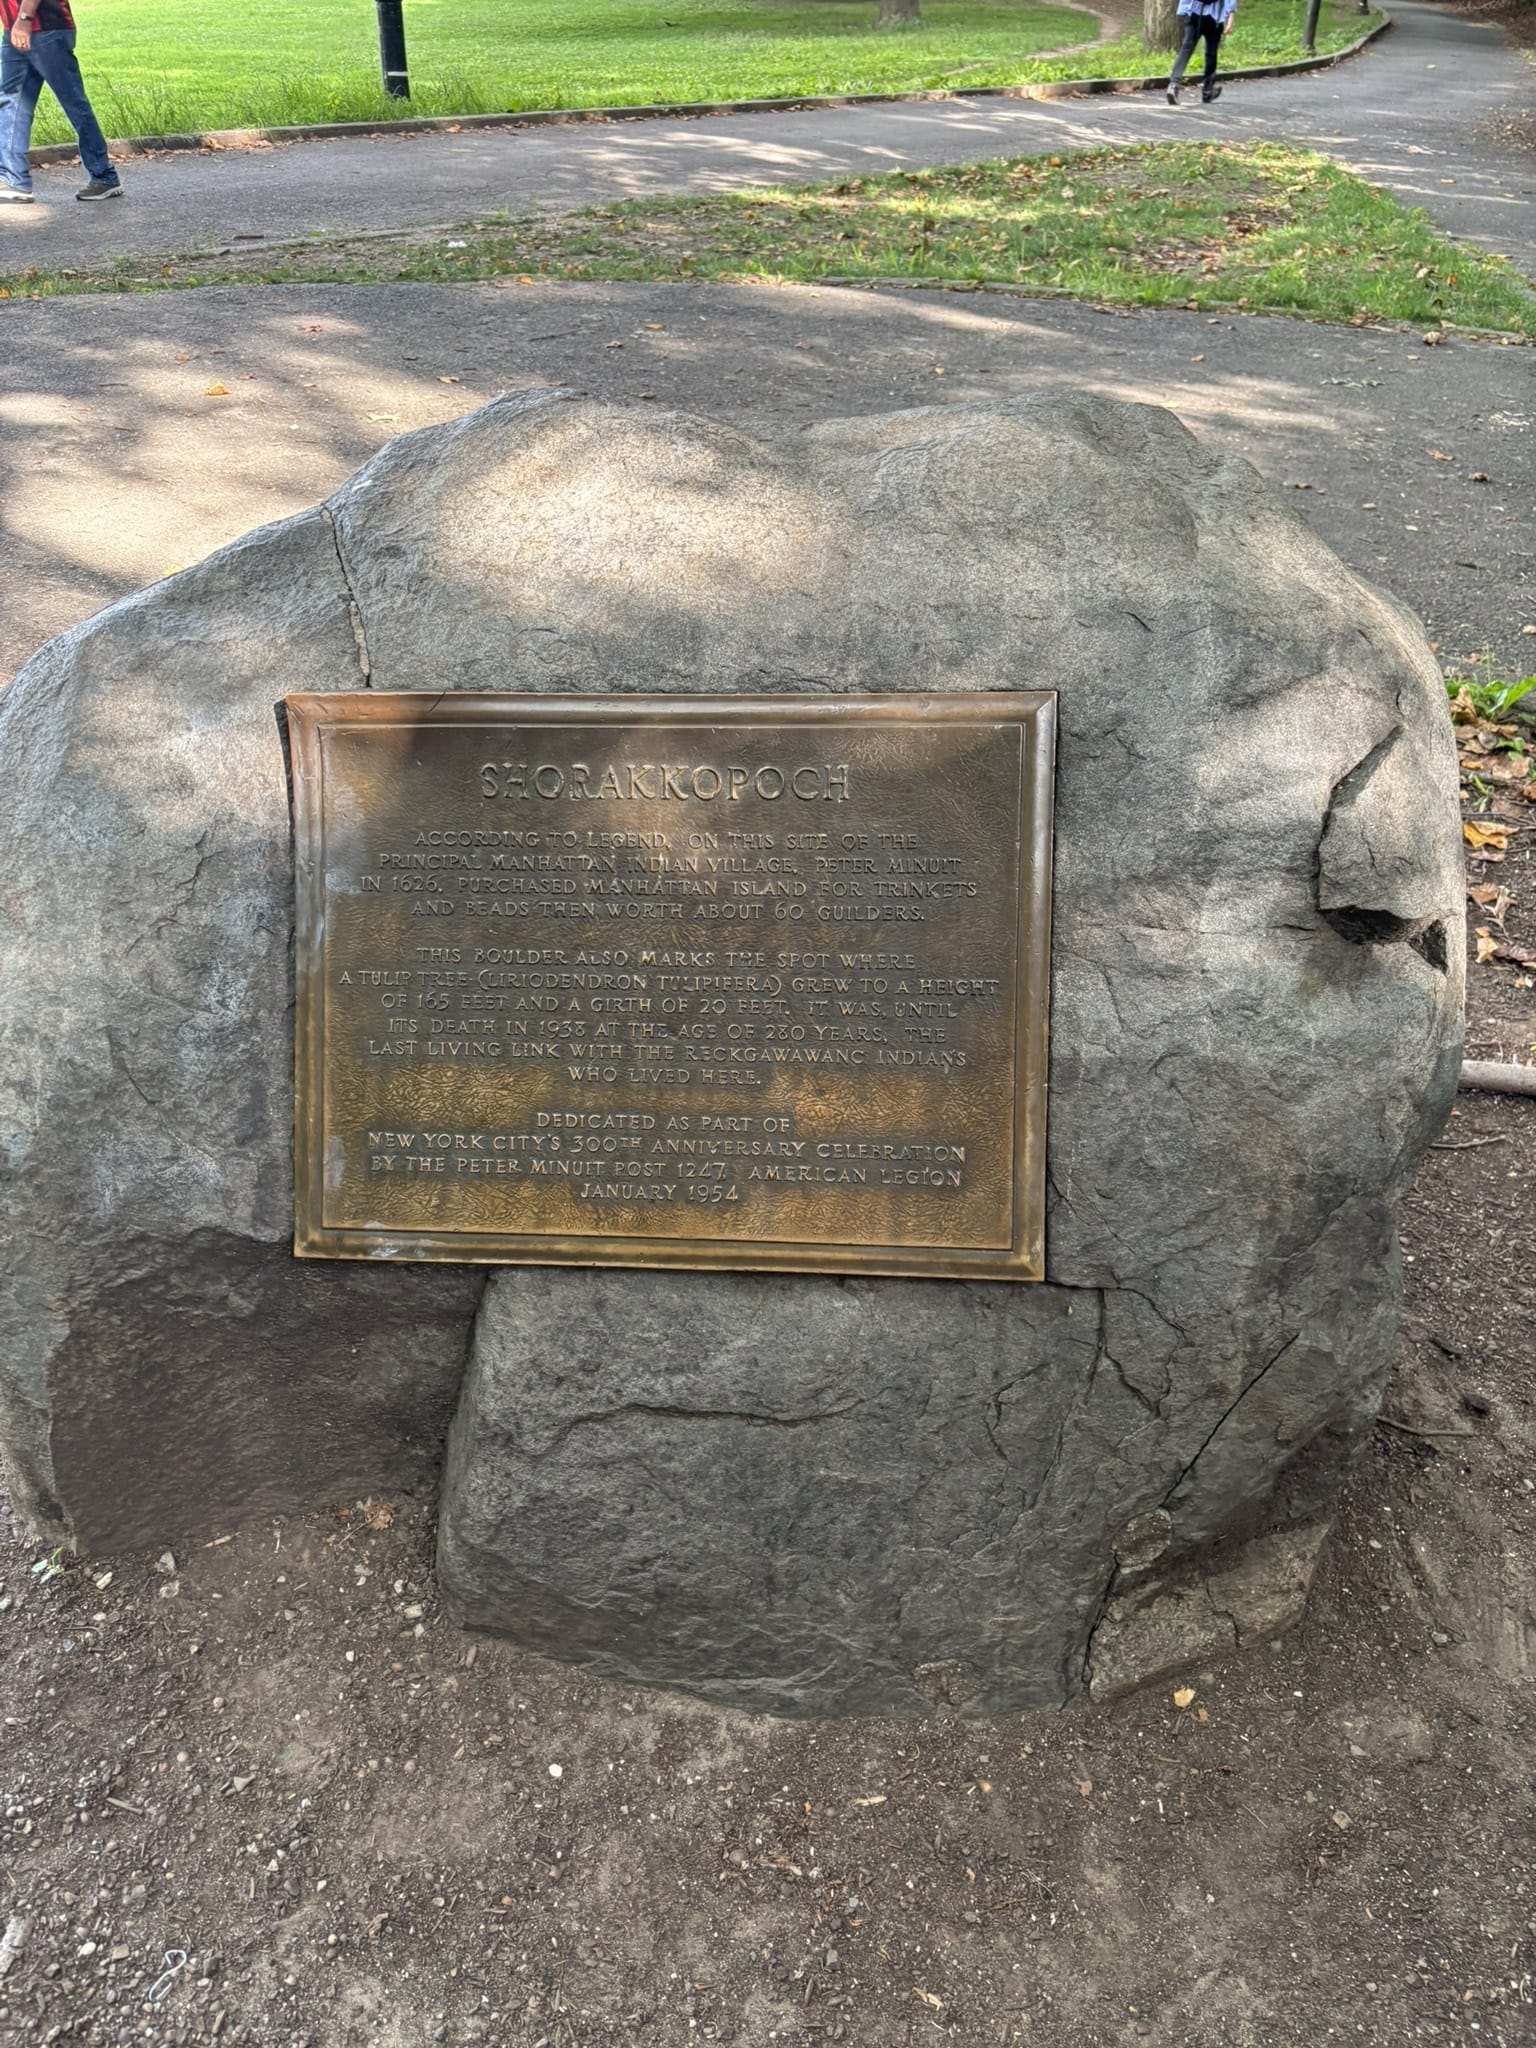 SHORAKKOPOCH
ACCORDING TO LEGEND, ON THIS SITE OF THE
PRINCIPAL MANHATTAN INDIAN VILLAGE, PETER MINUIT
IN 1626, PURCHASED MANHATTAN ISLAND FOR TRINKETS
AND BEADS THEN WORTH ABOUT 60 GUILDERS.
THIS BOULDER ALSO MARKS THE SPOT WHERE
A TULIP TREE (LIRIODENDRON TULIPIFERA) GREW TO A HEIGHT
OF 165 FEET AND A GIRTH OF 20 FEET. IT WAS, UNTIL
ITS DEATH IN 1938 AT THE AGE OF 280 YEARS, THE
LAST LIVING LINK WITH THE RECKGAWAWANC INDIANS
WHO LIVED HERE.
DEDICATED AS PART OF
NEW YORK CITY'S 300TH ANNIVERSARY CELEBRATION
BY THE PETER MINUIT POST 1247, AMERICAN LEGION
JANUARY 1954